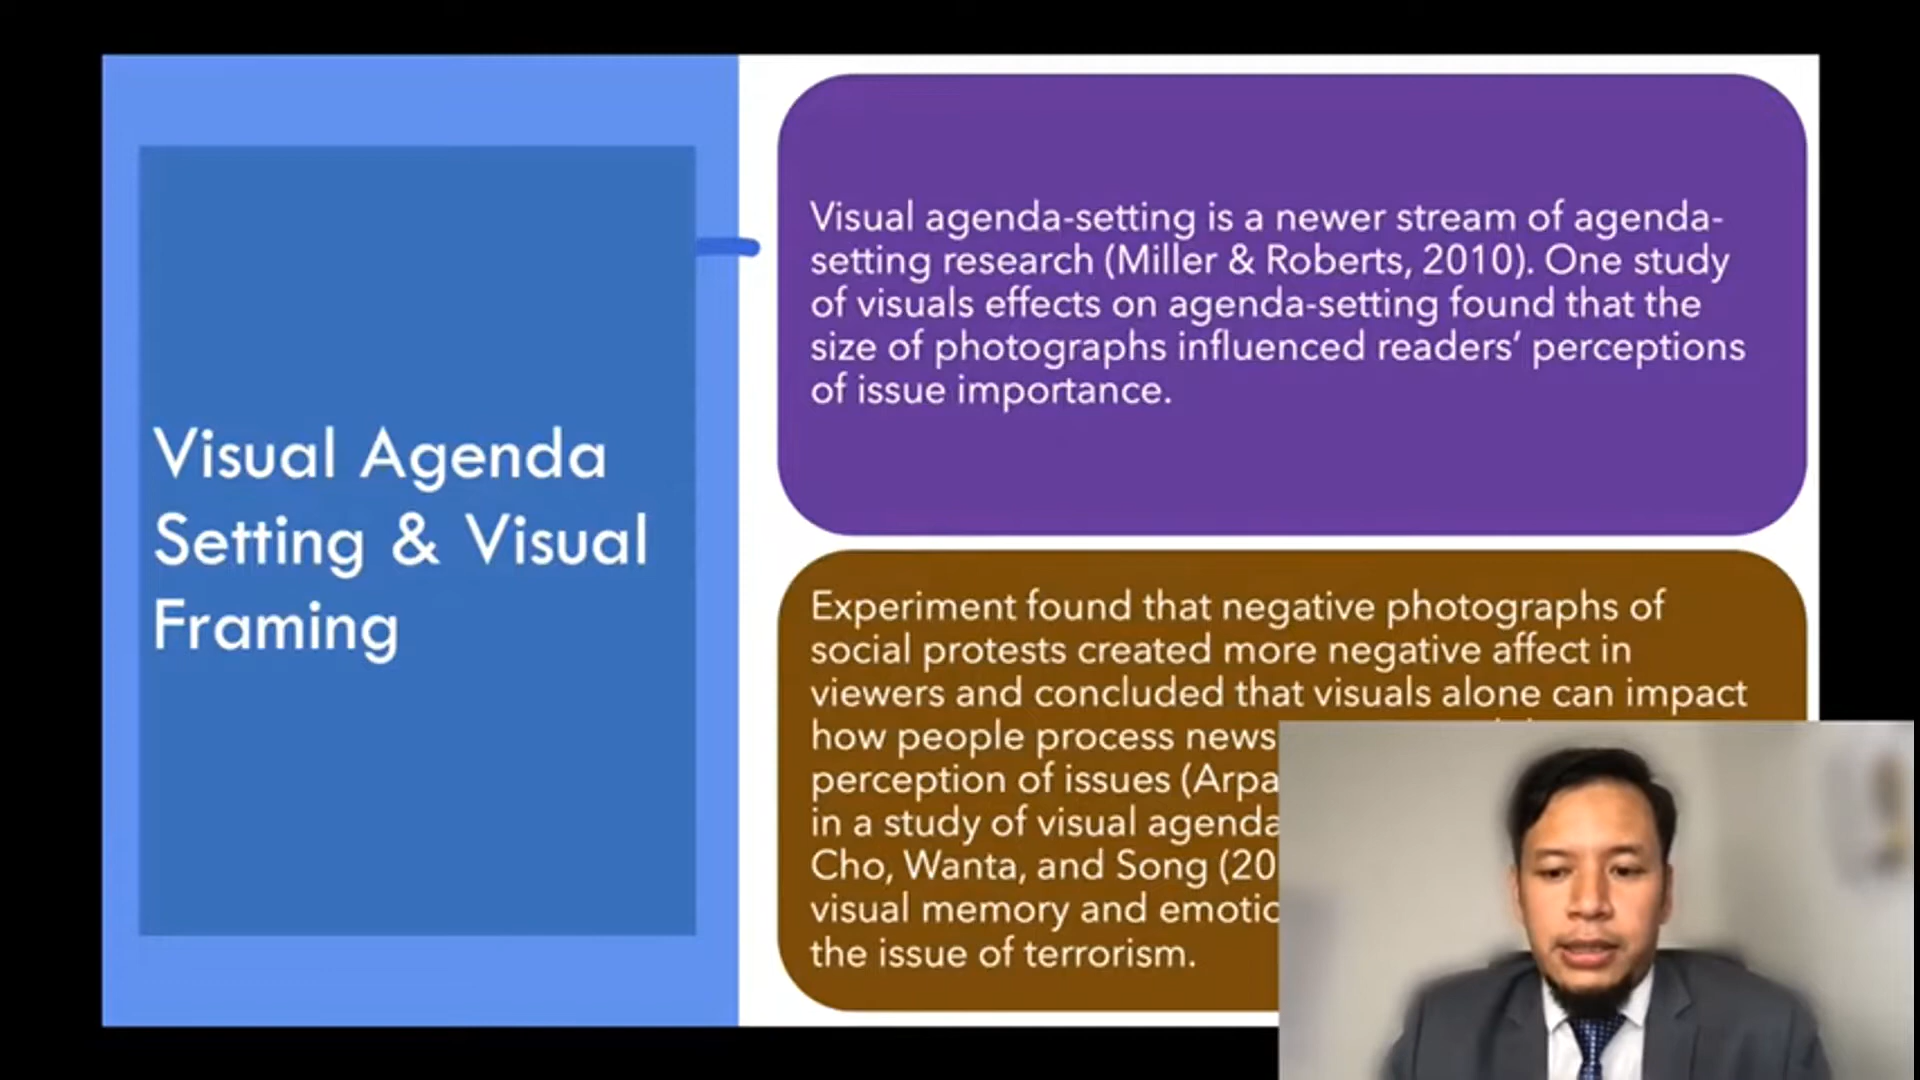 Visual Agenda
Setting & Visual
Framing
Visual agenda-setting is a newer stream of agenda-
setting research (Miller & Roberts, 2010). One study
of visuals effects on agenda-setting found that the
size of photographs influenced readers’ perceptions
of issue importance.
Experiment found that negative photographs of
social protests created more negative affect in
viewers and concluded that visuals alone can impact
how people process news
perception of issues
in a study of visual agenda
Cho, Wanta, and Song
visual memory and
the issue of terrorism.